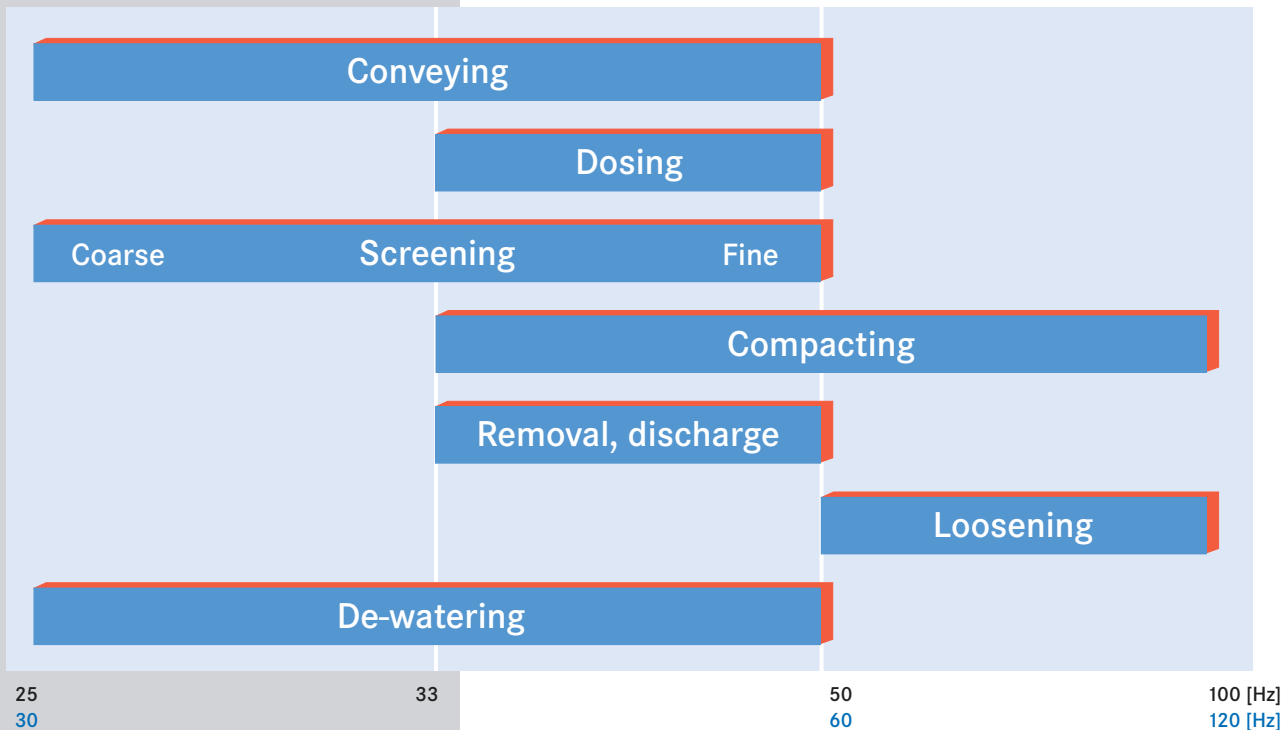 Conveying
Dosing
Coarse Screening Fine
Compacting
Removal, discharge
Loosening
De-watering
25 33 50 100 [Hz]
30 60 120 [Hz]